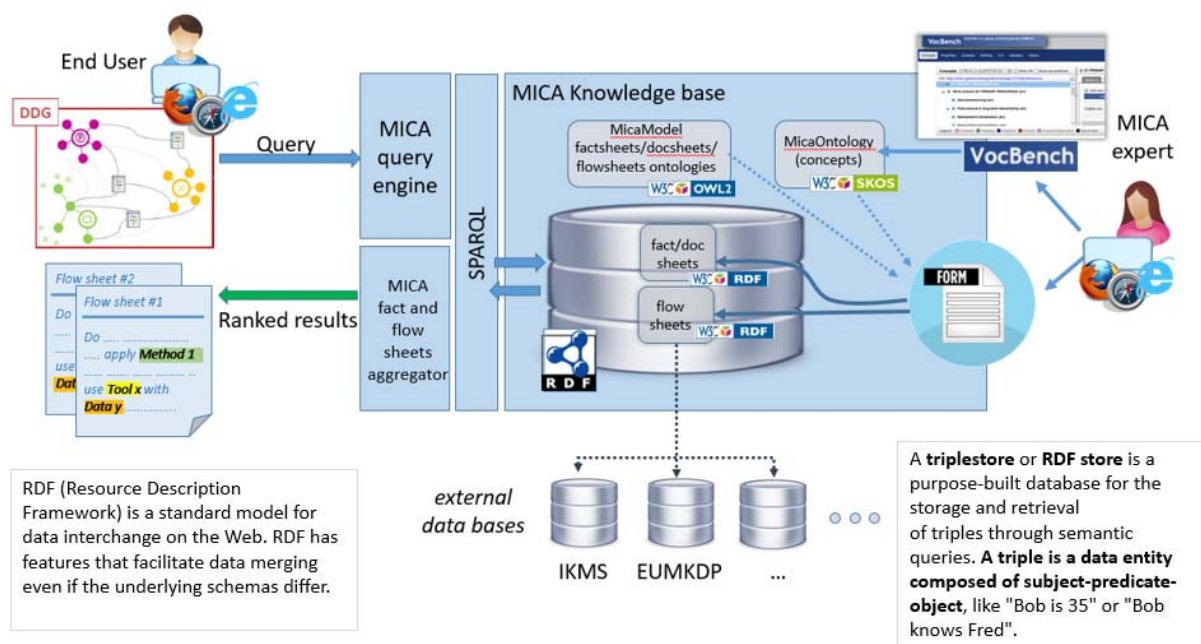 End User
DDG
Query
MICA
query
engine
SPARQL
MICA Knowledge base
MicaModel
factsheets/docsheets/
flowsheets ontologies
W3C OWL2
MicaOntology
(concepts)
W3C SKOS
VocBench
VocBench
MICA
expert
fact/doc
sheets
W3C RDF
flow
sheets
W3C RDF
FORM
RDF
Flow sheet #2
Do
.....
use
Dat
Flow sheet #1
Do ..... .....................
..... apply Method 1
use Tool x with
Data y ..................
Ranked results
MICA
fact and
flow
sheets
aggregator
external
data bases
IKMS
EUMKDP
...
RDF (Resource Description
Framework) is a standard model for
data interchange on the Web. RDF has
features that facilitate data merging
even if the underlying schemas differ.
A triplestore or RDF store is a
purpose-built database for the
storage and retrieval
of triples through semantic
queries. A triple is a data entity
composed of subject-predicate-
object, like "Bob is 35" or "Bob
knows Fred".